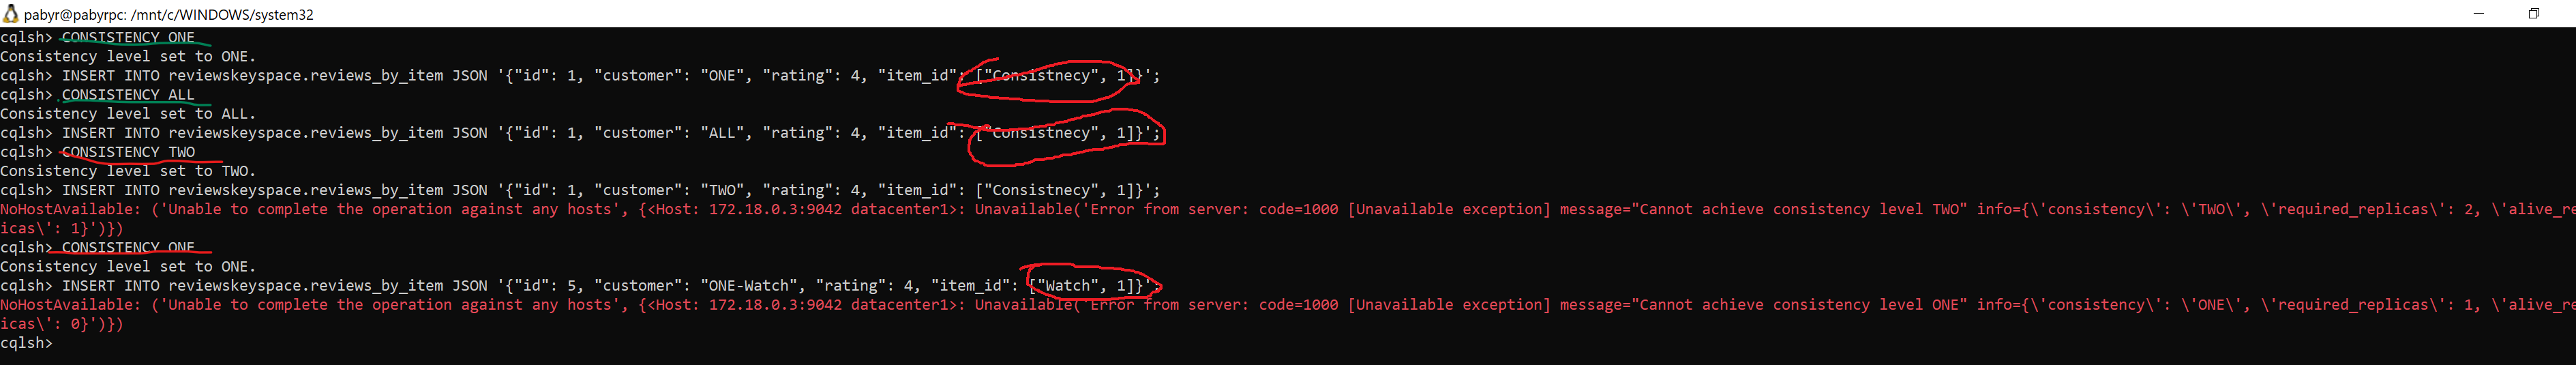 pabyr@pabyrpc: /mnt/c/WINDOWS/system32
cqlsh> CONSISTENCY ONE
Consistency level set to ONE.
cqlsh> INSERT INTO reviewskeyspace.reviews_by_item JSON '{"id": 1, "customer": "ONE", "rating": 4, "item_id": ["Consistnecy", 1]}';
cqlsh> CONSISTENCY ALL
Consistency level set to ALL.
cqlsh> INSERT INTO reviewskeyspace.reviews_by_item JSON '{"id": 1, "customer": "ALL", "rating": 4, "item_id": ["Consistnecy", 1]}';
cqlsh> CONSISTENCY TWO
Consistency level set to TWO.
cqlsh> INSERT INTO reviewskeyspace.reviews_by_item JSON '{"id": 1, "customer": "TWO", "rating": 4, "item_id": ["Consistnecy", 1]}';
NoHostAvailable: ('Unable to complete the operation against any hosts', {<Host: 172.18.0.3:9042 datacenter1>: Unavailable('Error from server: code=1000 [Unavailable exception] message="Cannot achieve consistency level TWO" info={\'consistency\': \'TWO\', \'required_replicas\': 2, \'alive_re
icas\': 1}')})
cqlsh> CONSISTENCY ONE
Consistency level set to ONE.
cqlsh> INSERT INTO reviewskeyspace.reviews_by_item JSON '{"id": 5, "customer": "ONE-Watch", "rating": 4, "item_id": ["Watch", 1]}';
NoHostAvailable: ('Unable to complete the operation against any hosts', {<Host: 172.18.0.3:9042 datacenter1>: Unavailable('Error from server: code=1000 [Unavailable exception] message="Cannot achieve consistency level ONE" info={\'consistency\': \'ONE\', \'required_replicas\': 1, \'alive_re
icas\': 0}')})
cqlsh>